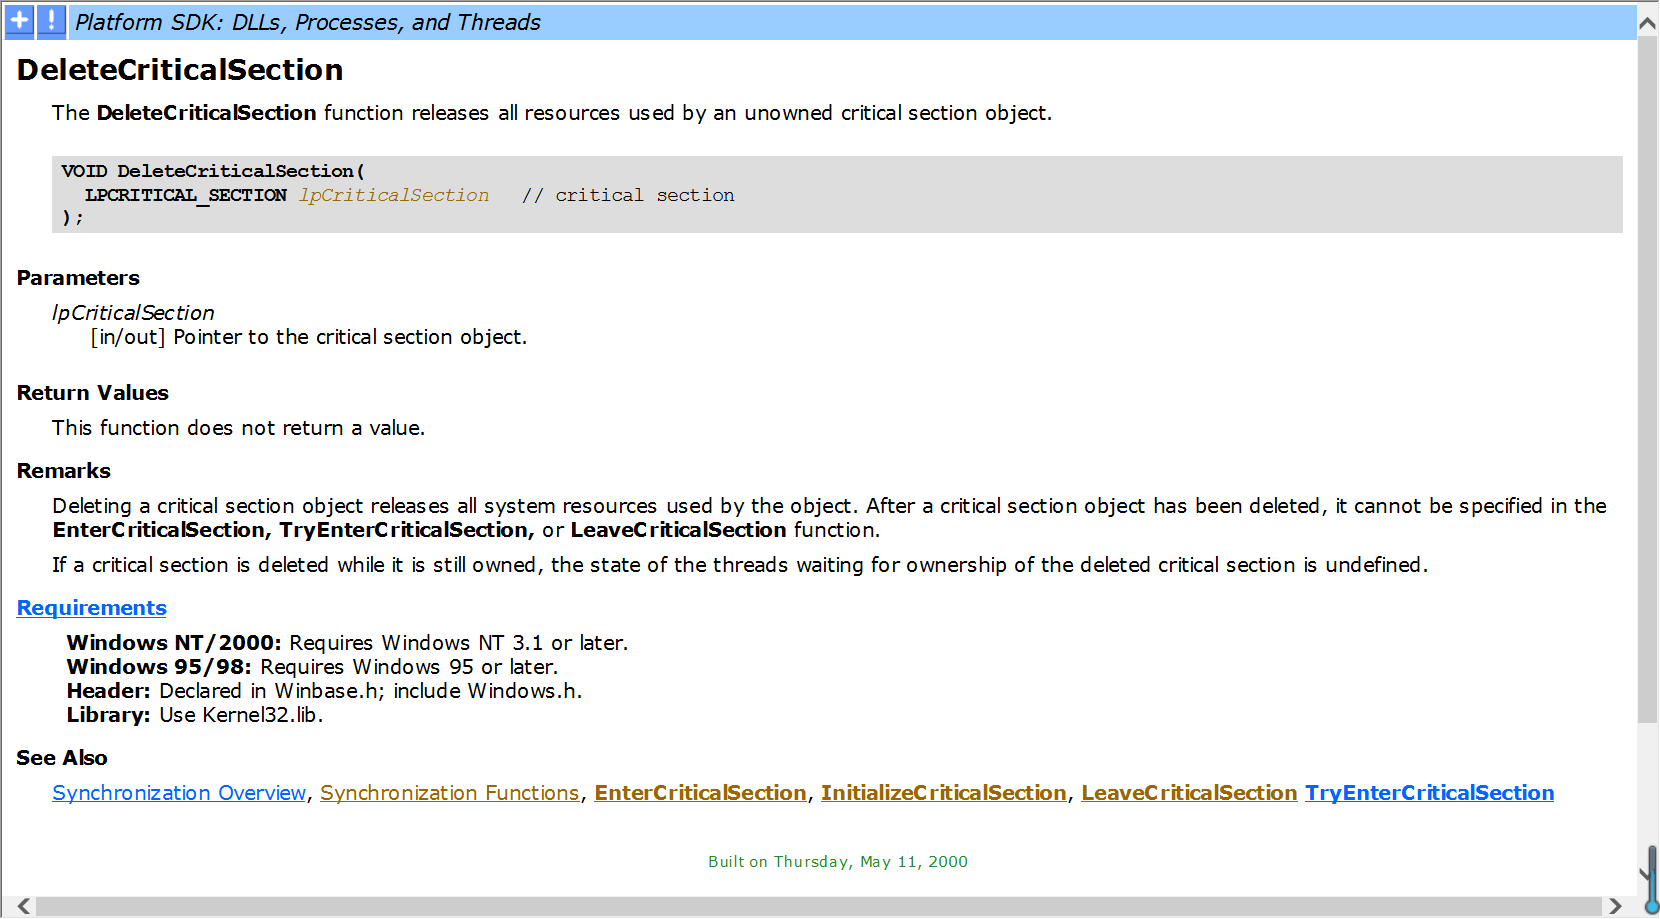 Platform SDK: DLLs, Processes, and Threads
DeleteCriticalSection
The DeleteCriticalSection function releases all resources used by an unowned critical section object.
VOID DeleteCriticalSection(
LPCRITICAL_SECTION lpCriticalSection // critical section
);
Parameters
lpCriticalSection
[in/out] Pointer to the critical section object.
Return Values
This function does not return a value.
Remarks
Deleting a critical section object releases all system resources used by the object. After a critical section object has been deleted, it cannot be specified in the
EnterCriticalSection, TryEnterCriticalSection, or LeaveCriticalSection function.
If a critical section is deleted while it is still owned, the state of the threads waiting for ownership of the deleted critical section is undefined.
Requirements
Windows NT/2000: Requires Windows NT 3.1 or later.
Windows 95/98: Requires Windows 95 or later.
Header: Declared in Winbase.h; include Windows.h.
Library: Use Kernel32.lib.
See Also
Synchronization Overview, Synchronization Functions, EnterCriticalSection, InitializeCriticalSection, LeaveCriticalSection TryEnterCriticalSection
Built on Thursday, May 11, 2000